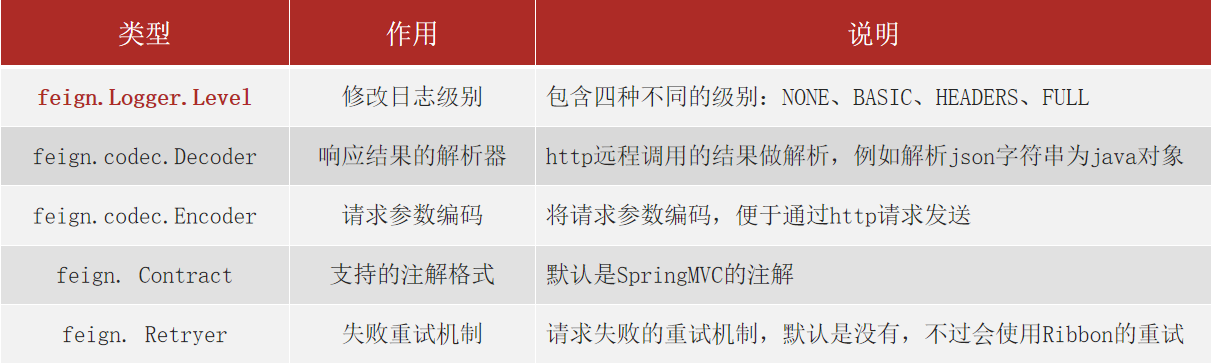 类型 作用 说明
feign.Logger.Level 修改日志级别 包含四种不同的级别：NONE、BASIC、HEADERS、FULL
feign.codec.Decoder 响应结果的解析器 http远程调用的结果做解析，例如解析json字符串为java对象
feign.codec.Encoder 请求参数编码 将请求参数编码，便于通过http请求发送
feign. Contract 支持的注解格式 默认是SpringMVC的注解
feign. Retryer 失败重试机制 请求失败的重试机制，默认是没有，不过会使用Ribbon的重试